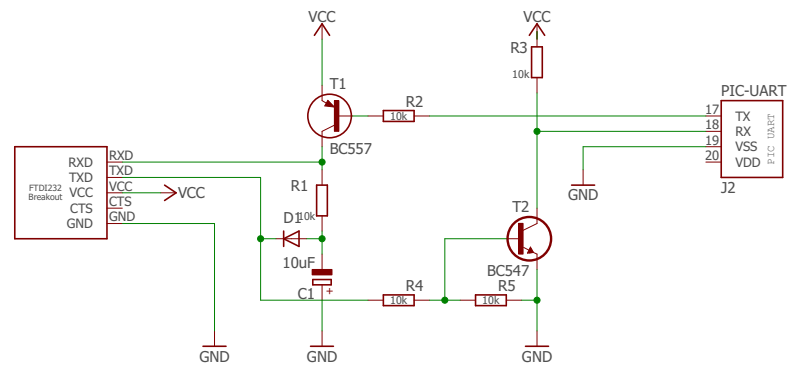 VCC
VCC
R3
10k
T1
R2
10k
BC557
PIC-UART
17
TX
18
RX
19
VSS
20
VDD
PIC UART
J2
GND
FTDI232
Breakout
RXD
RXD
TXD
TXD
VCC
VCC
VCC
CTS
CTS
GND
GND
R1
10k
D1
10uF
C1
+
T2
BC547
R4
10k
R5
10k
GND
GND
GND